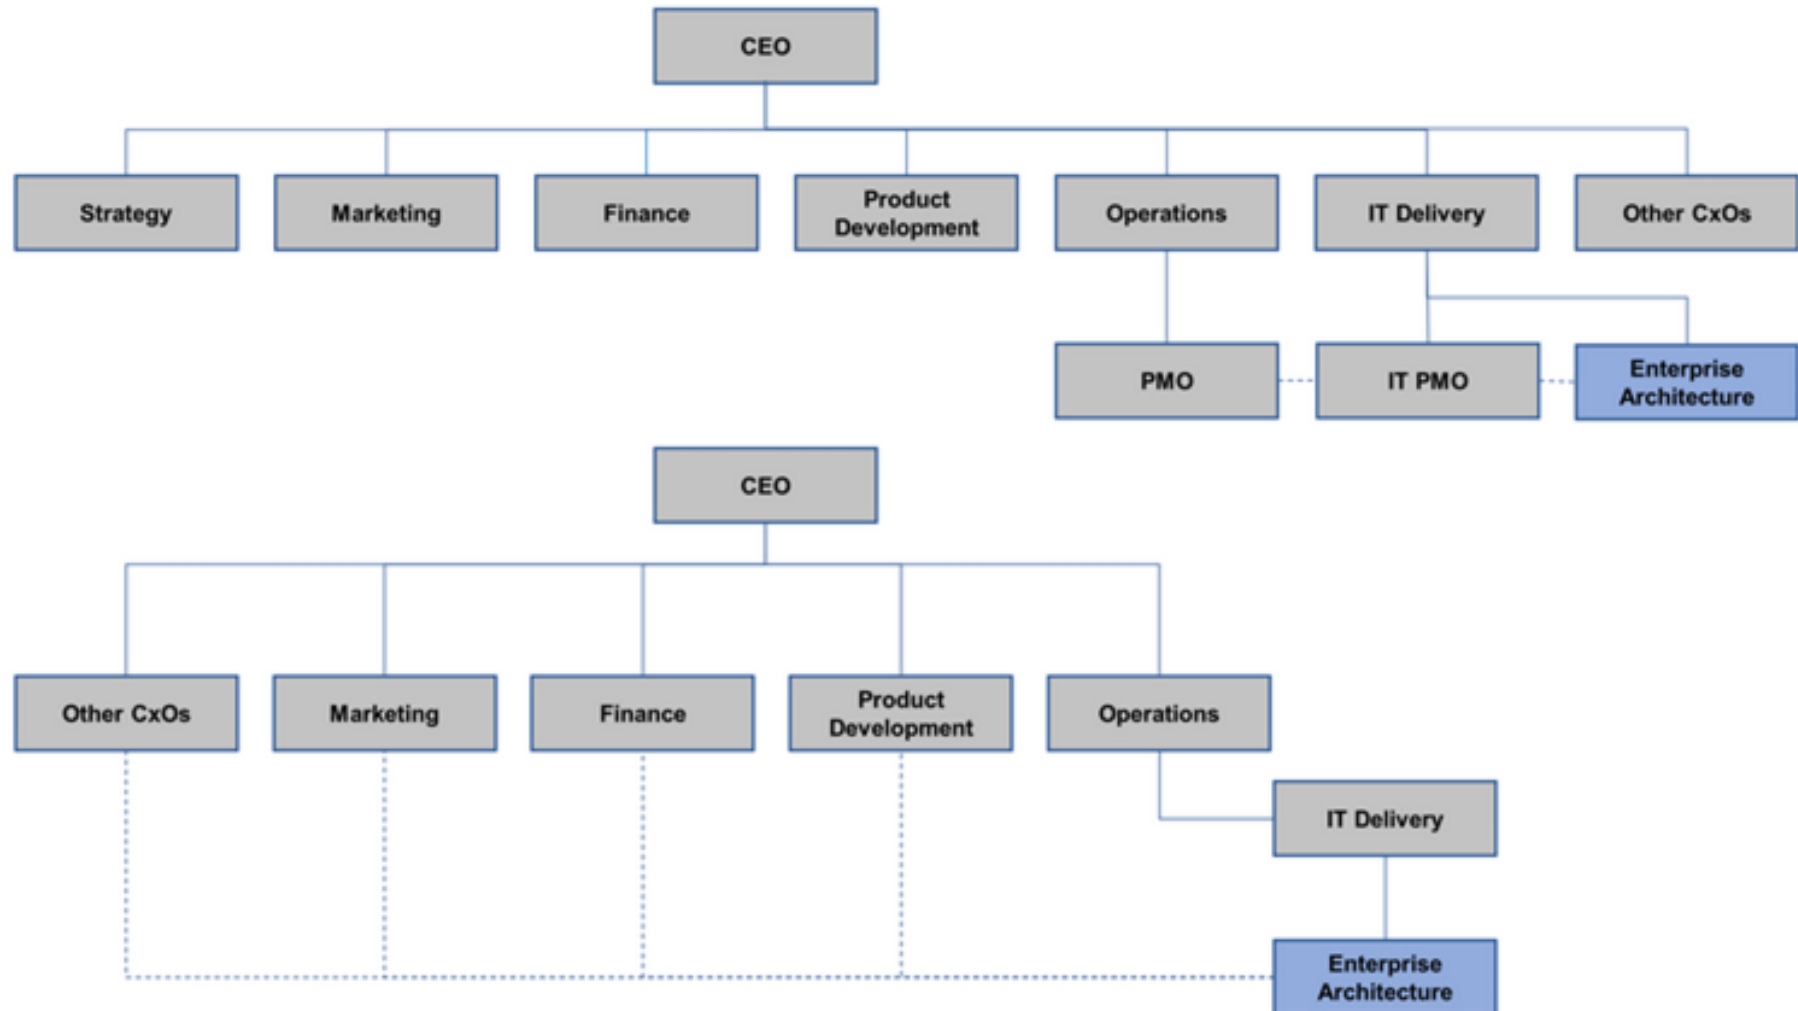 CEO
Strategy
Marketing
Finance
Product
Development
Operations
IT Delivery
Other CxOs
PMO
IT PMO
Enterprise
Architecture
CEO
Other CxOs
Marketing
Finance
Product
Development
Operations
IT Delivery
Enterprise
Architecture